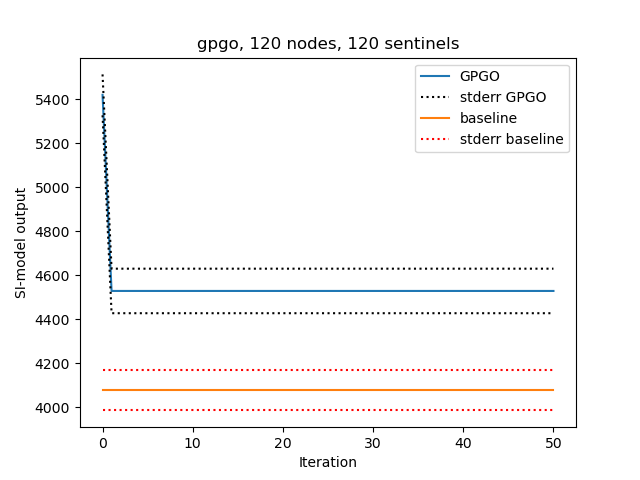 gpgo, 120 nodes, 120 sentinels
GPGO
stderr GPGO
baseline
stderr baseline
SI-model output
5400
5200
5000
4800
4600
4400
4200
4000
0 10 20 30 40 50
Iteration